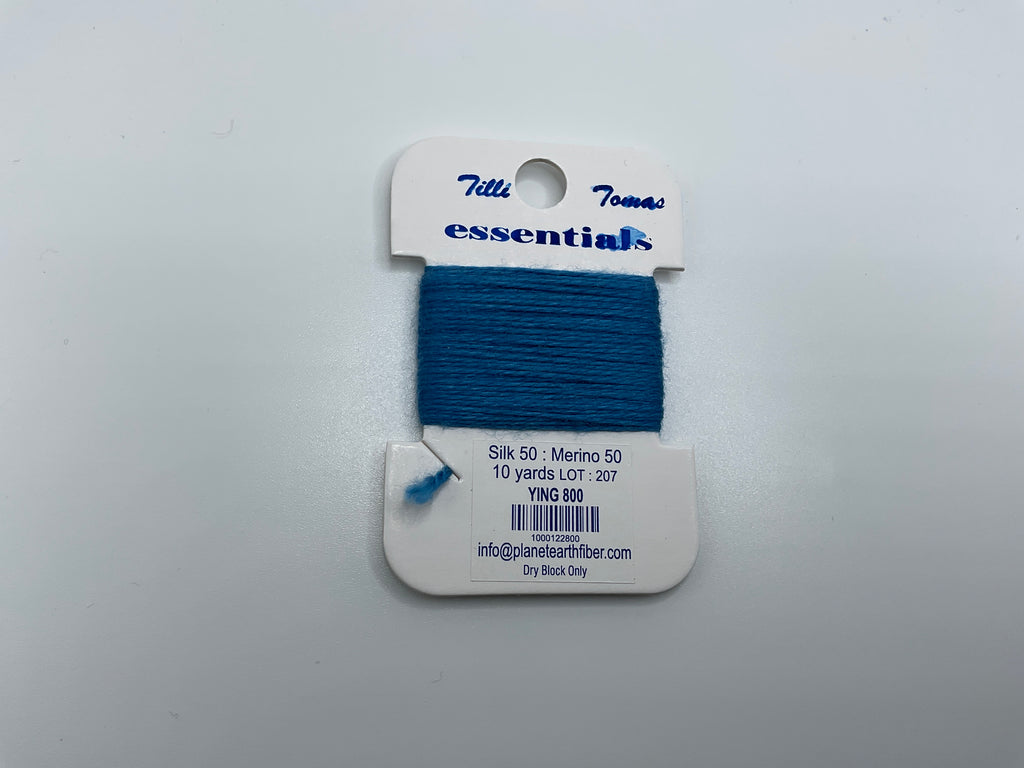 Tilli Tomas
essentials
Silk 50 : Merino 50
10 yards LOT : 207
YING 800
1000122800
info@planetearthfiber.com
Dry Block Only